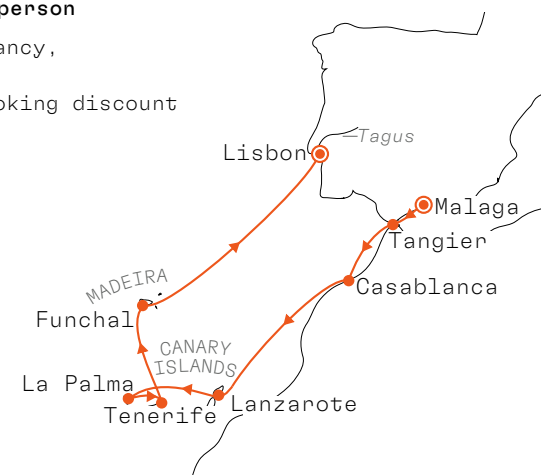 person
ancy,
oking discount
Tagus
Lisbon
Malaga
Tangier
Casablanca
MADEIRA
Funchal
CANARY
ISLANDS
La Palma
Tenerife
Lanzarote